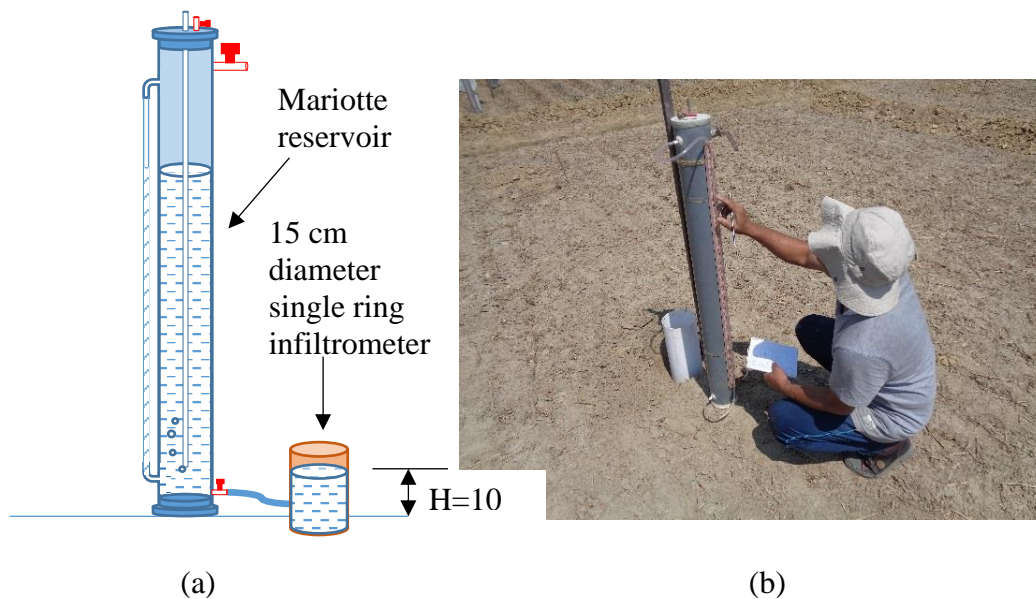 Mariotte
reservoir
15 cm
diameter
single ring
infiltrometer
H=10
(a)
(b)